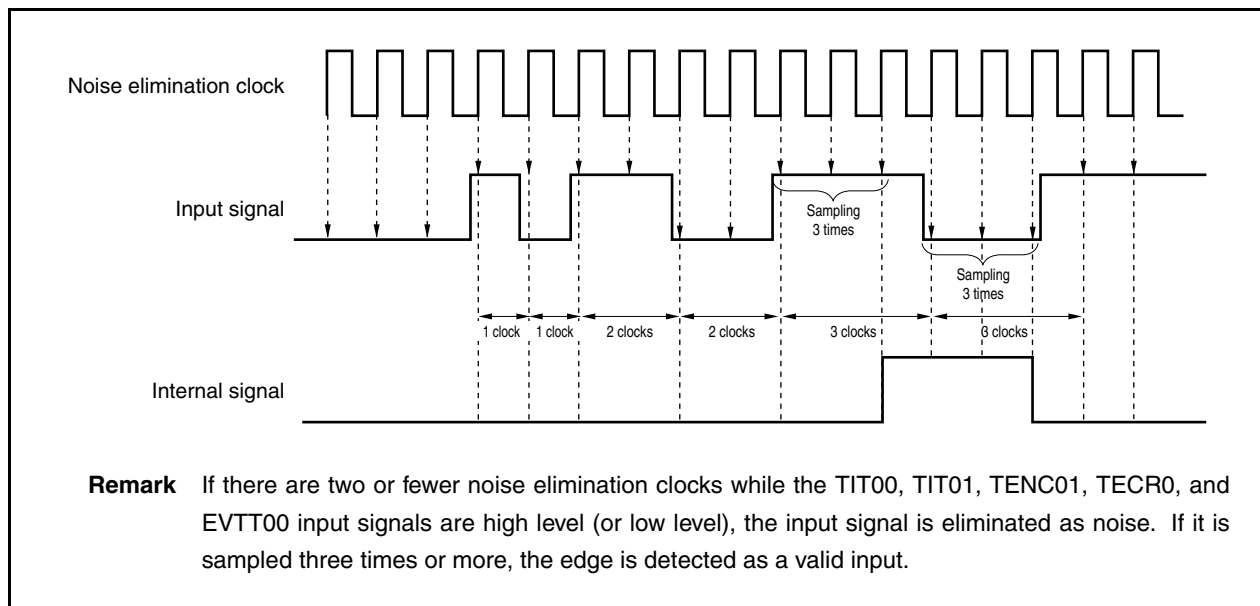 Noise elimination clock
Input signal
Sampling
3 times
Sampling
3 times
1 clock
1 clock
2 clocks
2 clocks
3 clocks
3 clocks
Internal signal
Remark If there are two or fewer noise elimination clocks while the TIT00, TIT01, TENC01, TECR0, and
EVTT00 input signals are high level (or low level), the input signal is eliminated as noise. If it is
sampled three times or more, the edge is detected as a valid input.